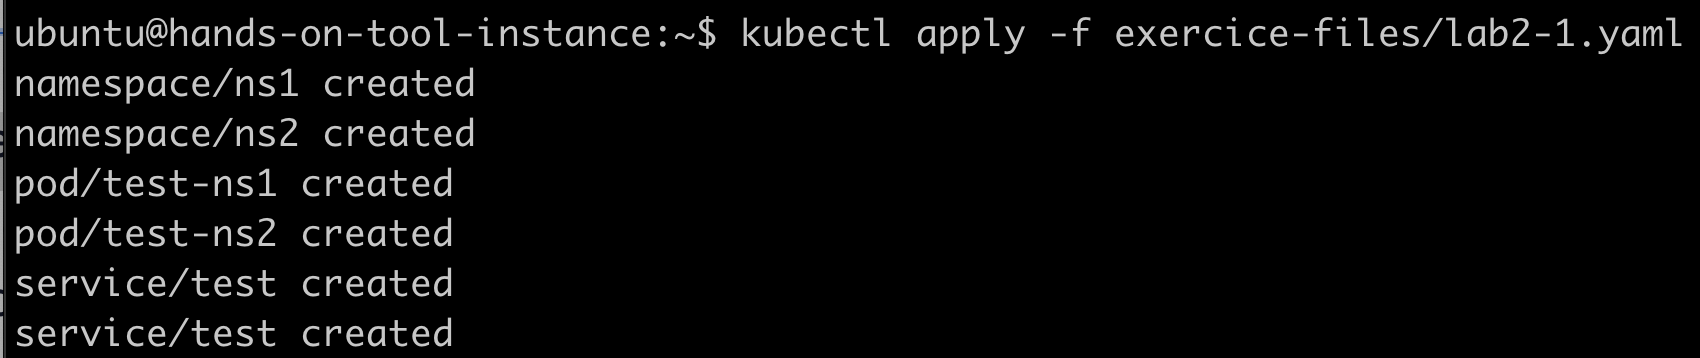 ubuntu@hands-on-tool-instance:~$ kubectl apply -f exercice-files/lab2-1.yaml
namespace/ns1 created
namespace/ns2 created
pod/test-ns1 created
pod/test-ns2 created
service/test created
service/test created